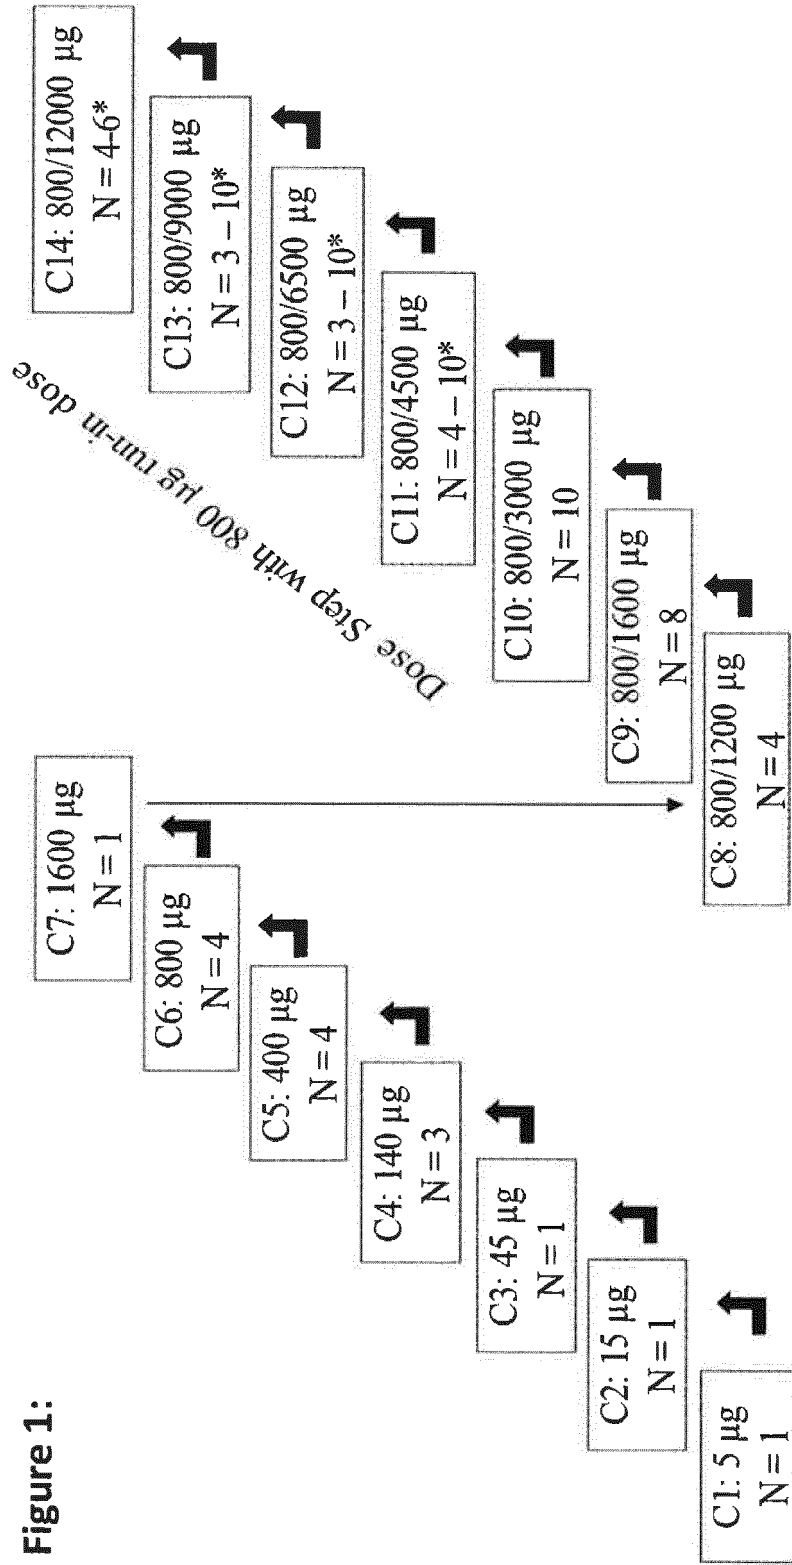 Figure 1:
C1: 5 µg
N = 1
C2: 15 µg
N = 1
C3: 45 µg
N = 1
C4: 140 µg
N = 3
C5: 400 µg
N = 4
C6: 800 µg
N = 4
C7: 1600 µg
N = 1
Dose Step with 800 µg run-in dose
C8: 800/1200 µg
N = 4
C9: 800/1600 µg
N = 8
C10: 800/3000 µg
N = 10
C11: 800/4500 µg
N = 4 – 10*
C12: 800/6500 µg
N = 3 – 10*
C13: 800/9000 µg
N = 3 – 10*
C14: 800/12000 µg
N = 4-6*